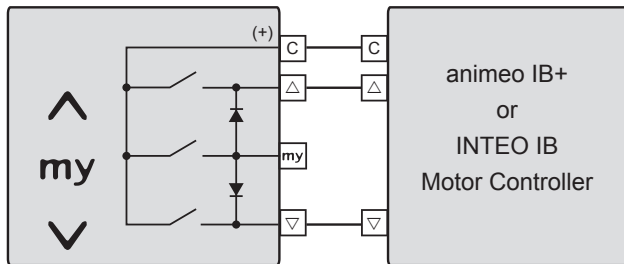 (+)
C
C
△
△
my
my
▽
▽
animeo IB+
or
INTEO IB
Motor Controller